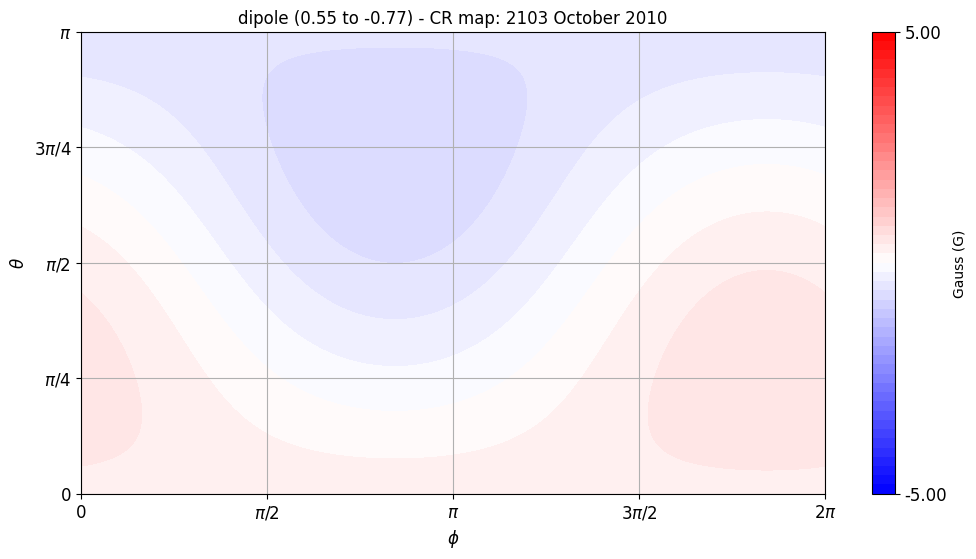 dipole (0.55 to -0.77) - CR map: 2103 October 2010
π
3π/4
π/2
π/4
0
θ
0
π/2
π
3π/2
2π
ϕ
5.00
-5.00
Gauss (G)